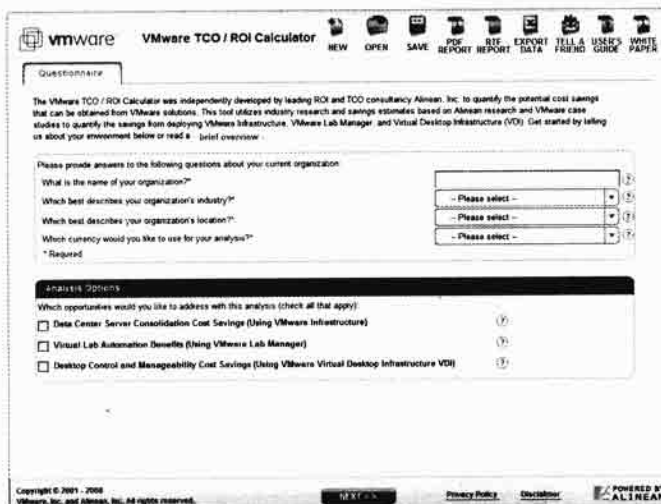 vmware
VMware TCO / ROI Calculator
NEW
OPEN
SAVE
PDF REPORT
RTF REPORT
EXPORT DATA
TELL A FRIEND
USER'S GUIDE
WHITE PAPER
Questionnaire
The VMware TCO / ROI Calculator was independently developed by leading ROI and TCO consultancy Alinean, Inc. to quantify the potential cost savings
that can be obtained from VMware solutions. This tool utilizes industry research and savings estimates based on Alinean research and VMware case
studies to quantify the savings from deploying VMware Infrastructure, VMware Lab Manager, and Virtual Desktop Infrastructure (VDI). Get started by telling
us about your environment below or read a brief overview.
Please provide answers to the following questions about your current organization:
What is the name of your organization?*
Which best describes your organization's industry?* -- Please select --
Which best describes your organization's location?* -- Please select --
Which currency would you like to use for your analysis?* -- Please select --
* Required
Analysis Options
Which opportunities would you like to address with this analysis (check all that apply):
Data Center Server Consolidation Cost Savings (Using VMware Infrastructure)
Virtual Lab Automation Benefits (Using VMware Lab Manager)
Desktop Control and Manageability Cost Savings (Using VMware Virtual Desktop Infrastructure VDI)
Copyright © 2001 - 2008
VMware, Inc. and Alinean, Inc. All rights reserved.
NEXT >>
Privacy Policy
Disclaimer
POWERED BY
ALINEAN